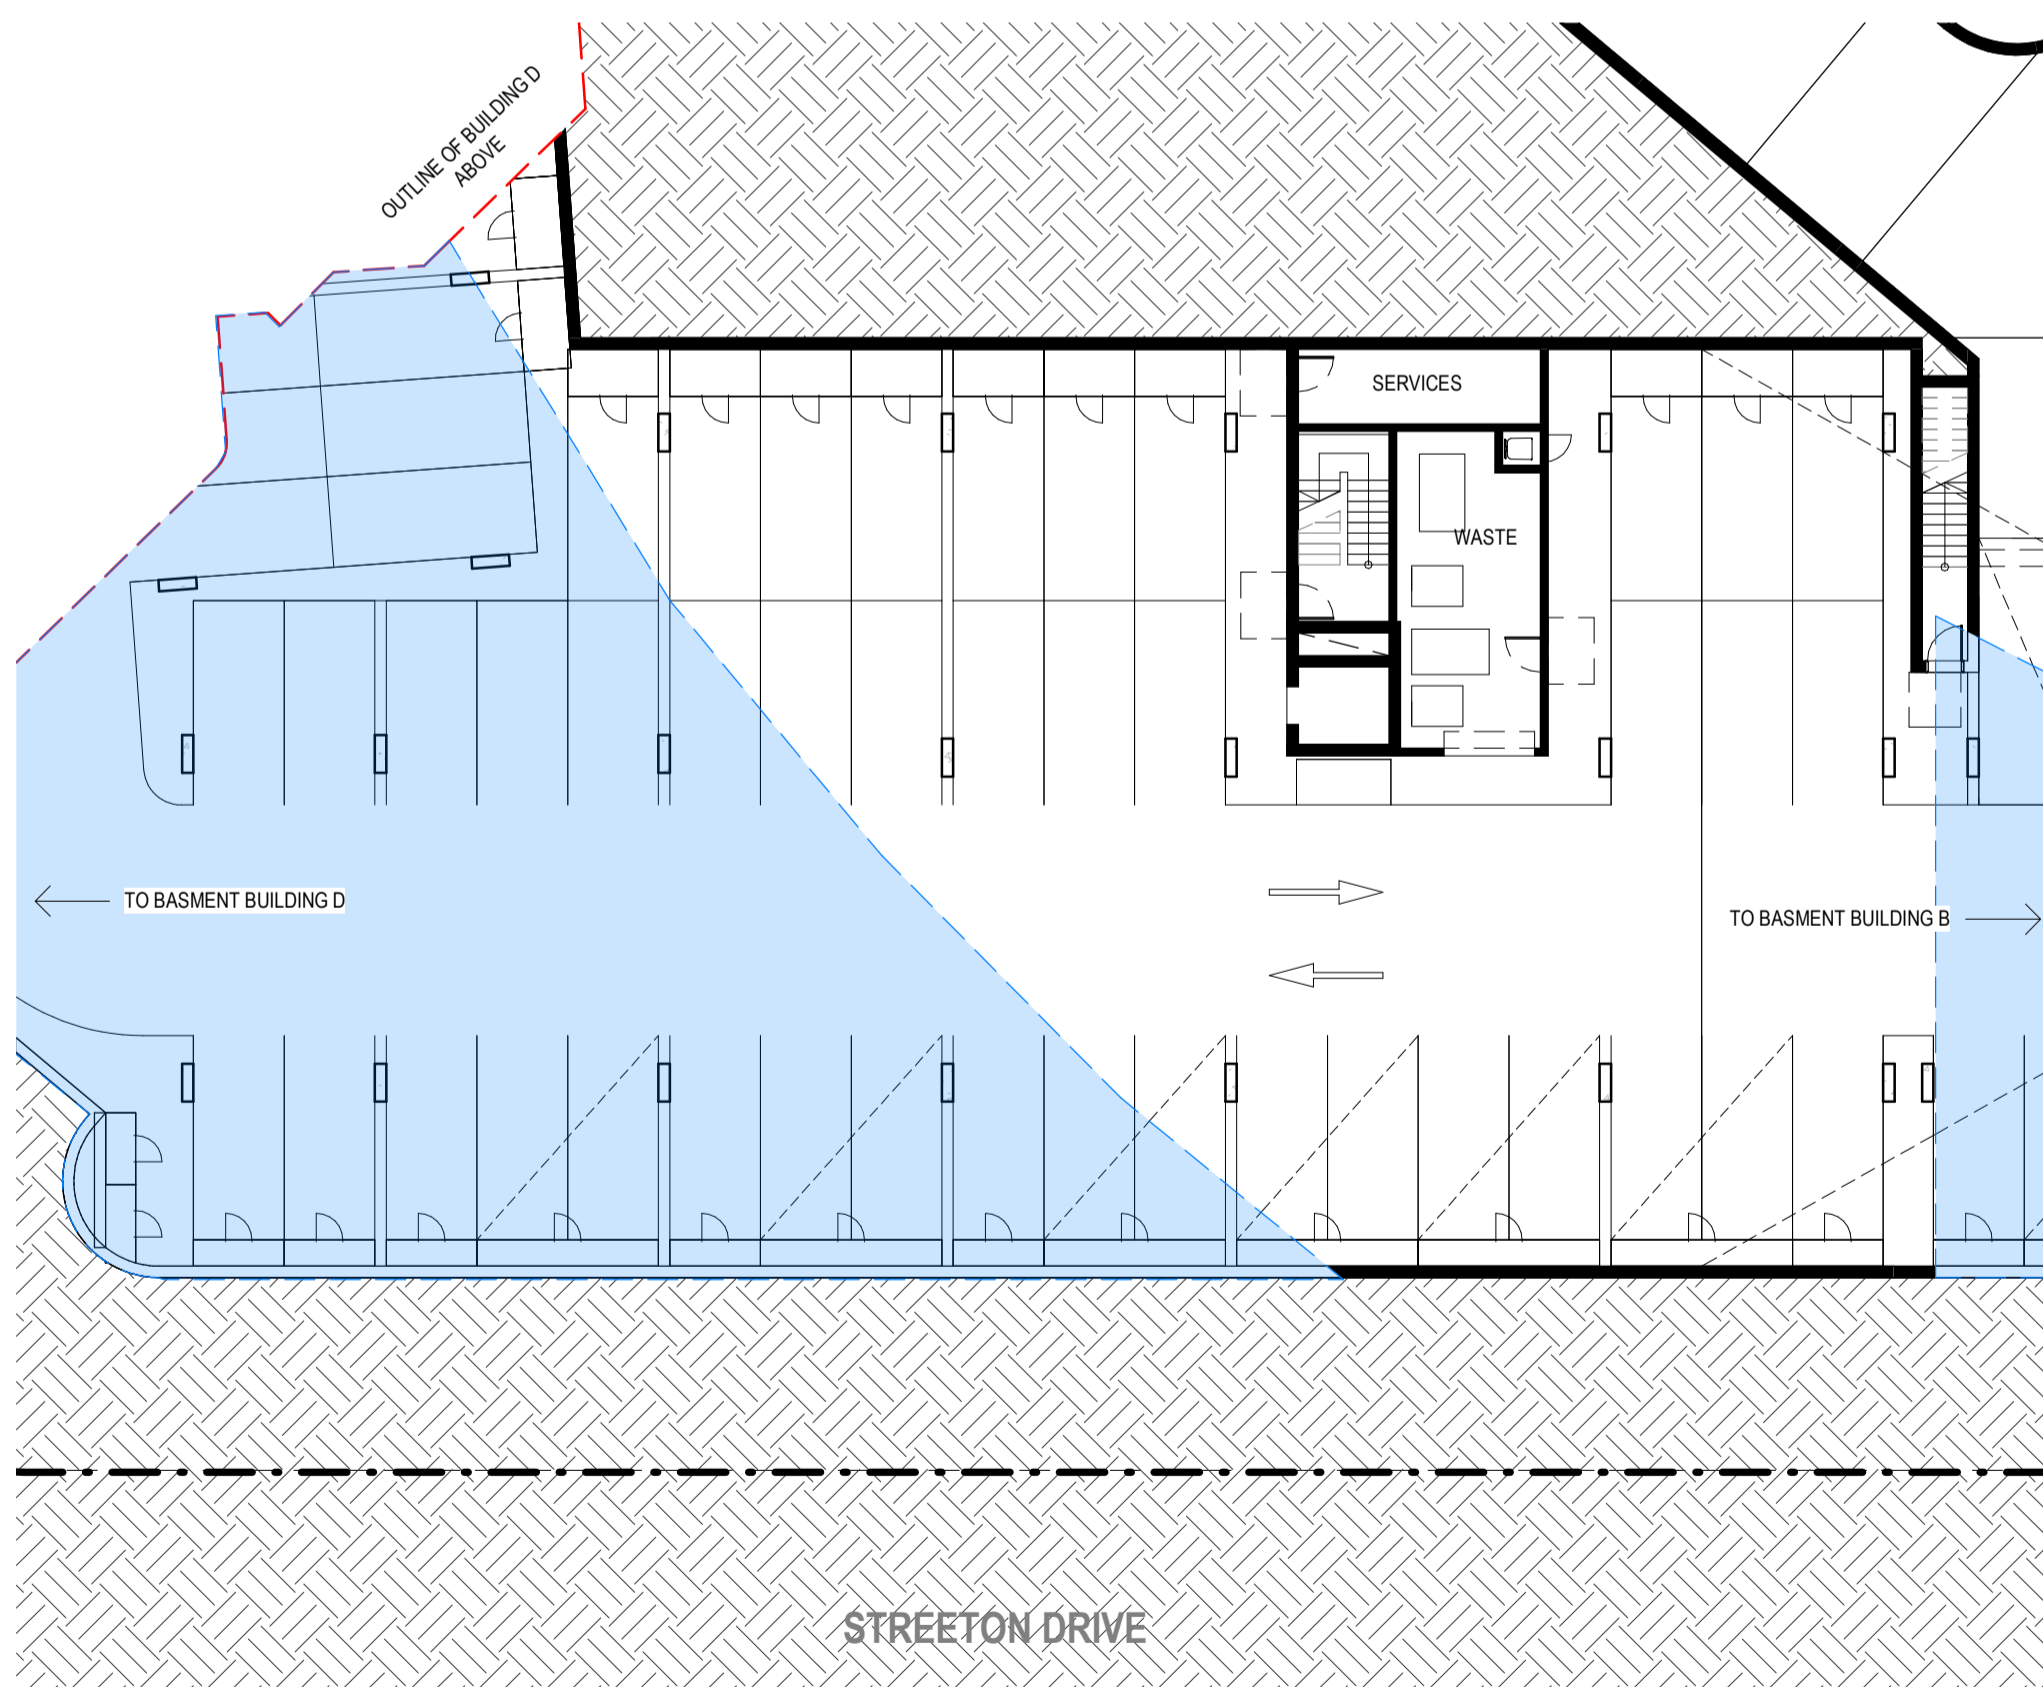 OUTLINE OF BUILDING D
ABOVE
SERVICES
WASTE
TO BASMENT BUILDING D
TO BASMENT BUILDING B
STREETON DRIVE